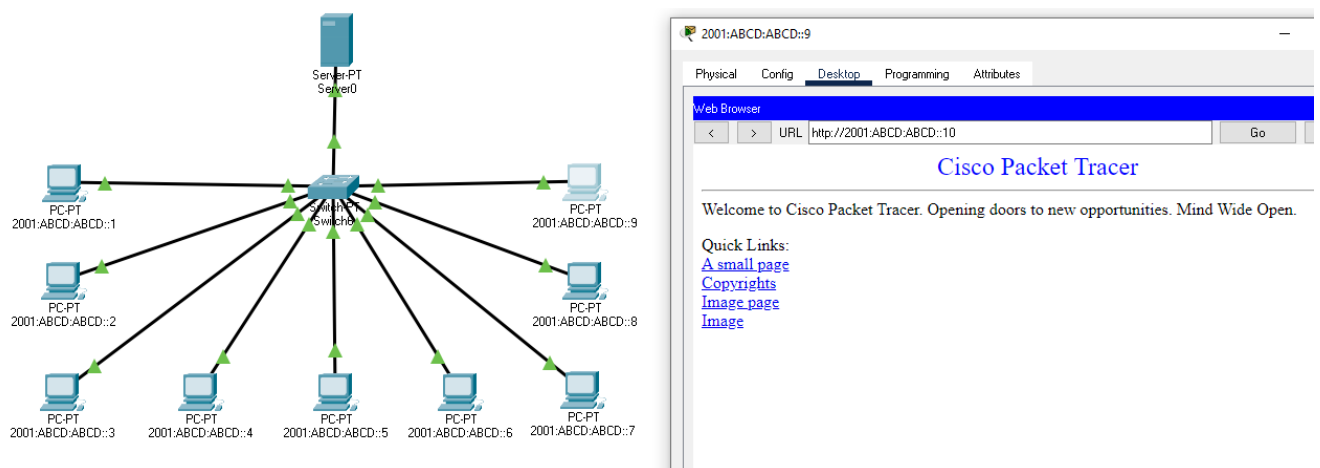 Server-PT
Server0
PC-PT
2001:ABCD:ABCD::1
Switch-PT
PC-PT
2001:ABCD:ABCD::9
PC-PT
2001:ABCD:ABCD::2
PC-PT
2001:ABCD:ABCD::8
PC-PT
2001:ABCD:ABCD::3
PC-PT
2001:ABCD:ABCD::4
PC-PT
2001:ABCD:ABCD::5
PC-PT
2001:ABCD:ABCD::6
PC-PT
2001:ABCD:ABCD::7
2001:ABCD:ABCD::9
Physical Config Desktop Programming Attributes
Web Browser
< > URL http://2001:ABCD:ABCD::10 Go
Cisco Packet Tracer
Welcome to Cisco Packet Tracer. Opening doors to new opportunities. Mind Wide Open.
Quick Links:
A small page
Copyrights
Image page
Image